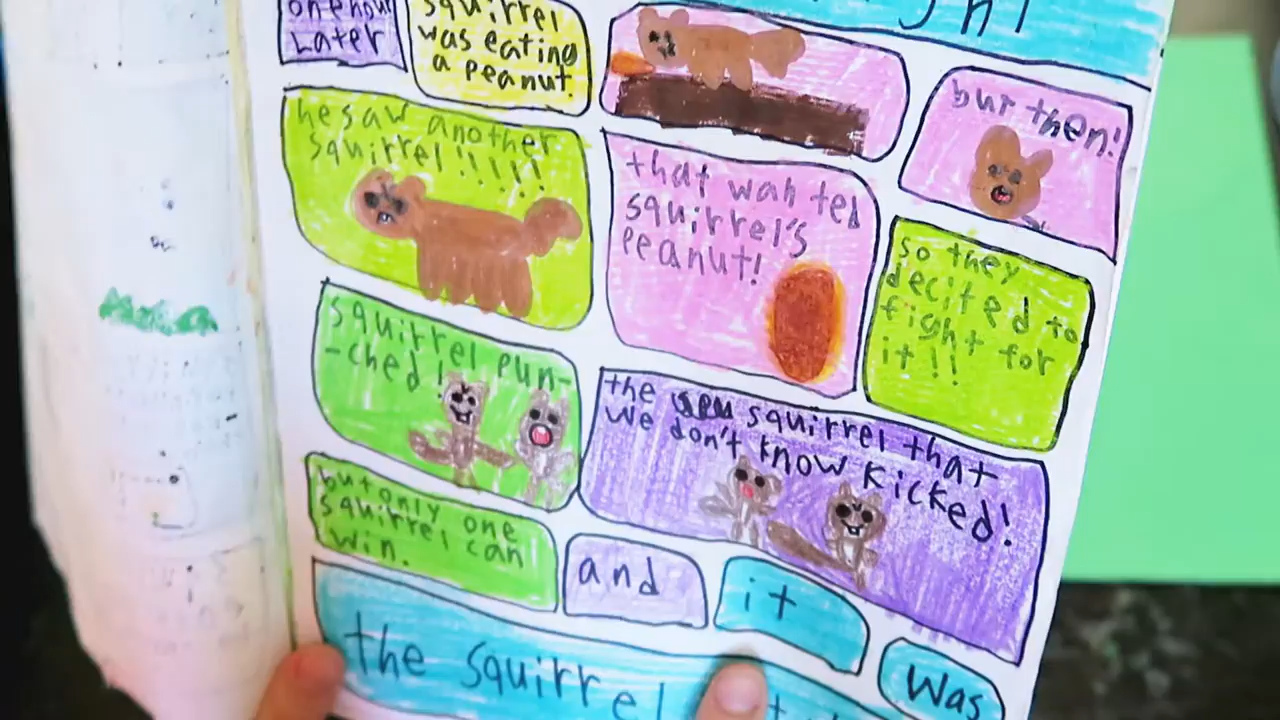 one hour
Later
squirrel
was eating
a peanut.
but then!
he saw another
squirrel!!!!!
that wanted
squirrel's
peanut!
so they
decited to
fight for
it!!
squirrel pun-
-ched!
the squirrel that
we don't know kicked!
but only one
squirrel can
win.
and
it
was
the squirrel